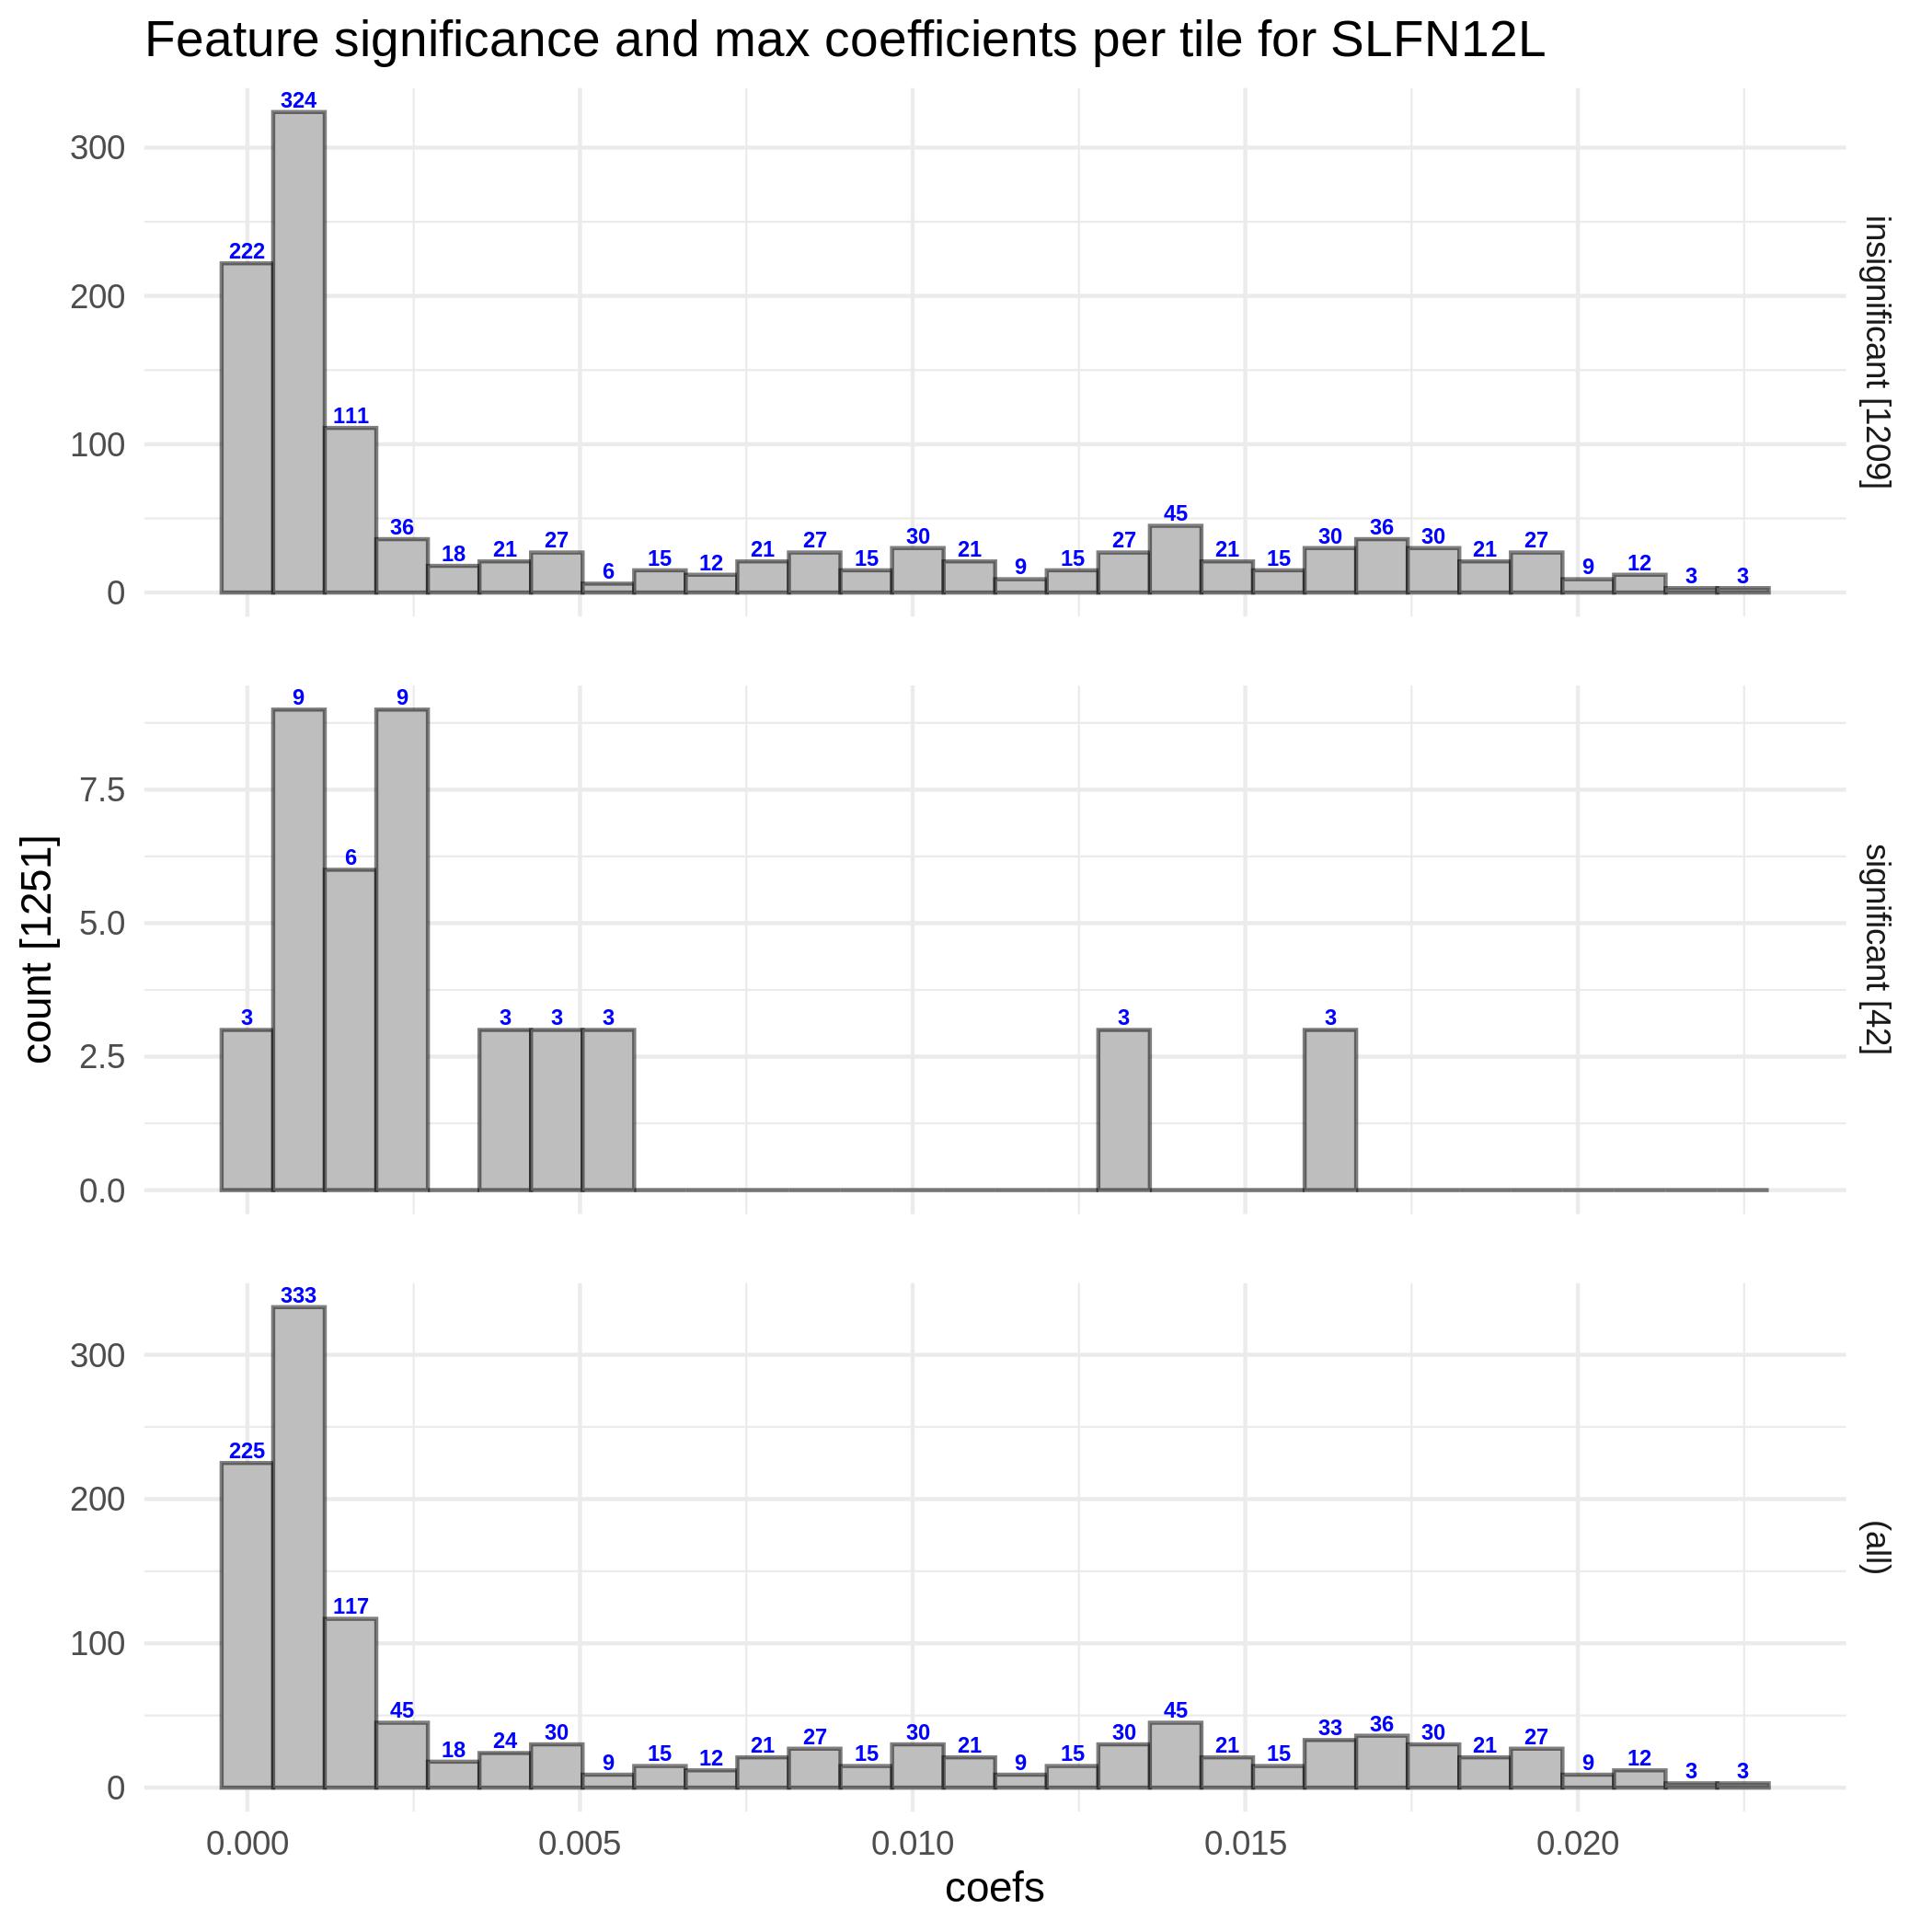 Feature significance and max coefficients per tile for SLFN12L
324
300
222
200
111
100
36 18 21 27 6 15 12 21 27 15 30 21 9 15 27 45 21 15 30 36 30 21 27 9 12 3 3
0
insignificant [1209]
9 9
7.5
6
5.0
3 3 3 3 3 3
2.5
0.0
significant [42]
count [1251]
333
300
225
200
117
100
45 18 24 30 9 15 12 21 27 15 30 21 9 15 30 45 21 15 33 36 30 21 27 9 12 3 3
0
(all)
0.000 0.005 0.010 0.015 0.020
coefs